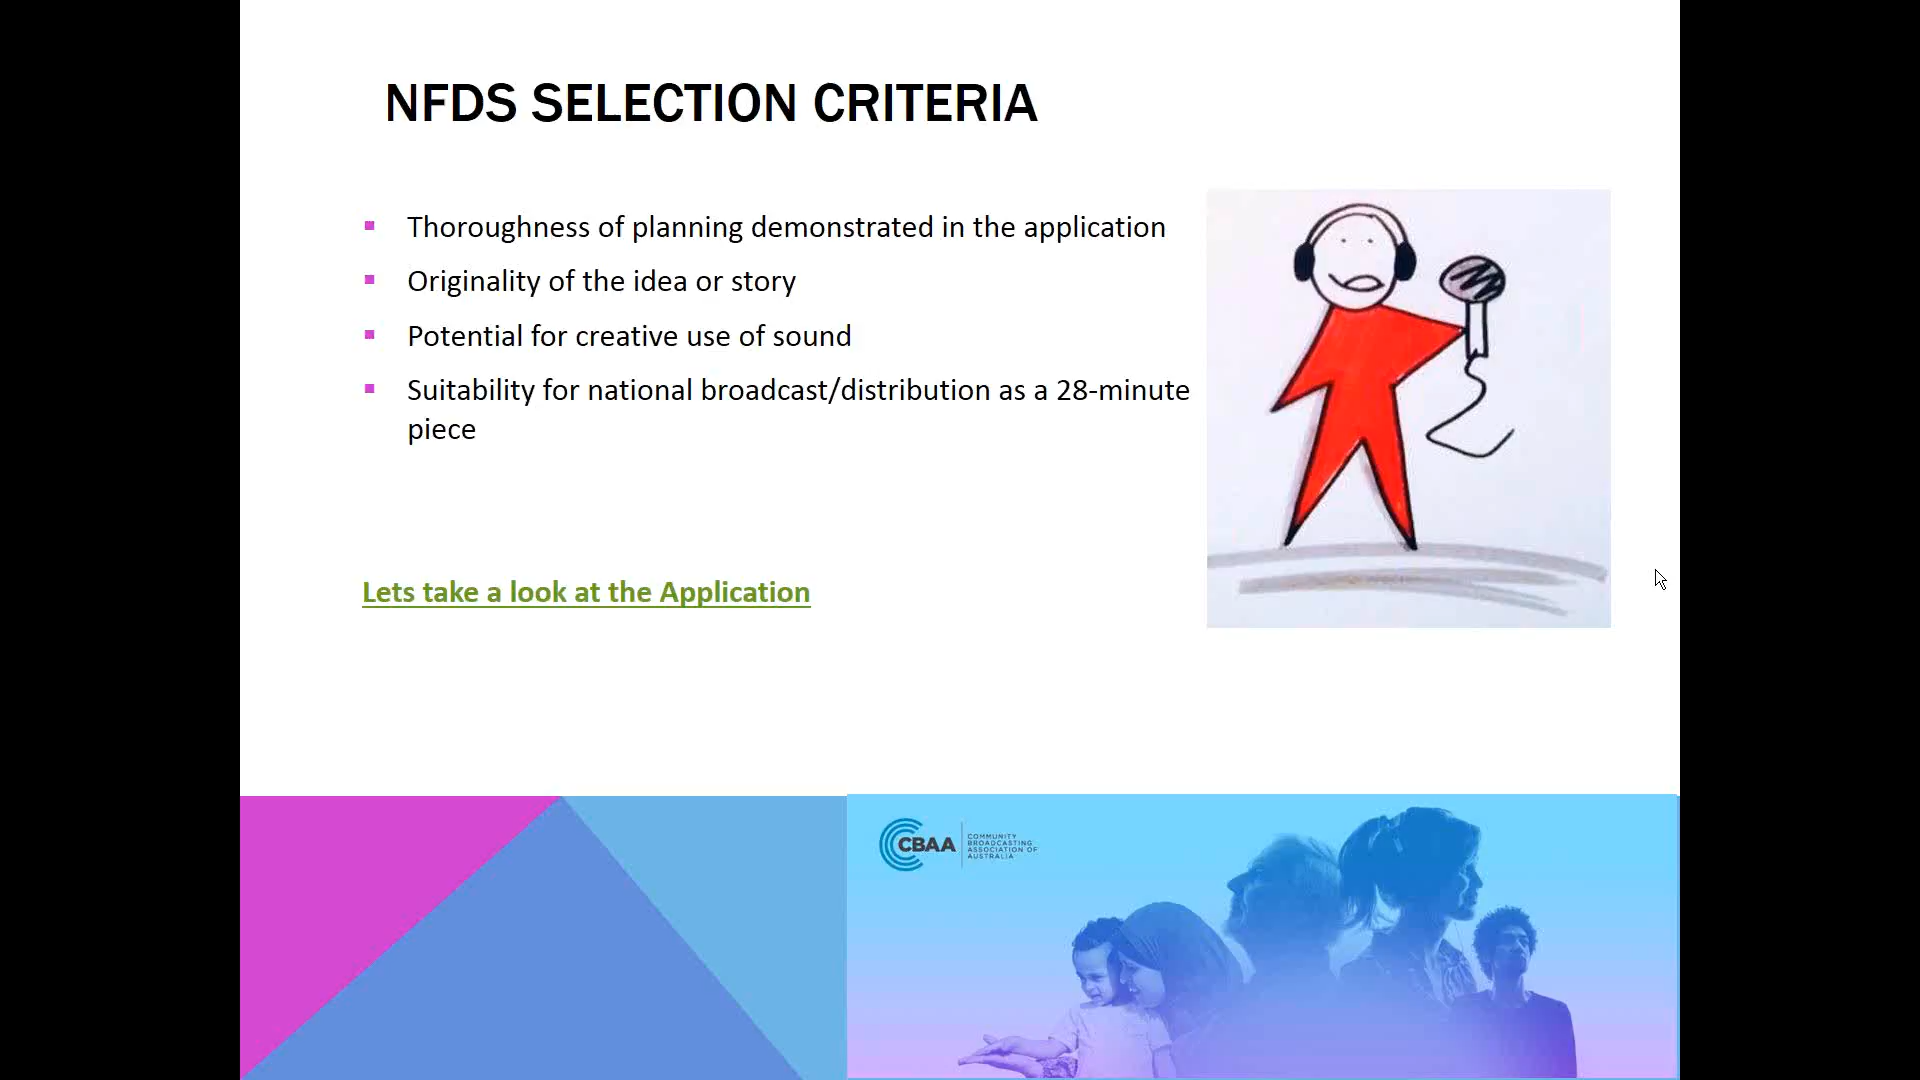 NFDS SELECTION CRITERIA
Thoroughness of planning demonstrated in the application
Originality of the idea or story
Potential for creative use of sound
Suitability for national broadcast/distribution as a 28-minute
piece
Lets take a look at the Application
CBAA
COMMUNITY
BROADCASTING
ASSOCIATION OF
AUSTRALIA